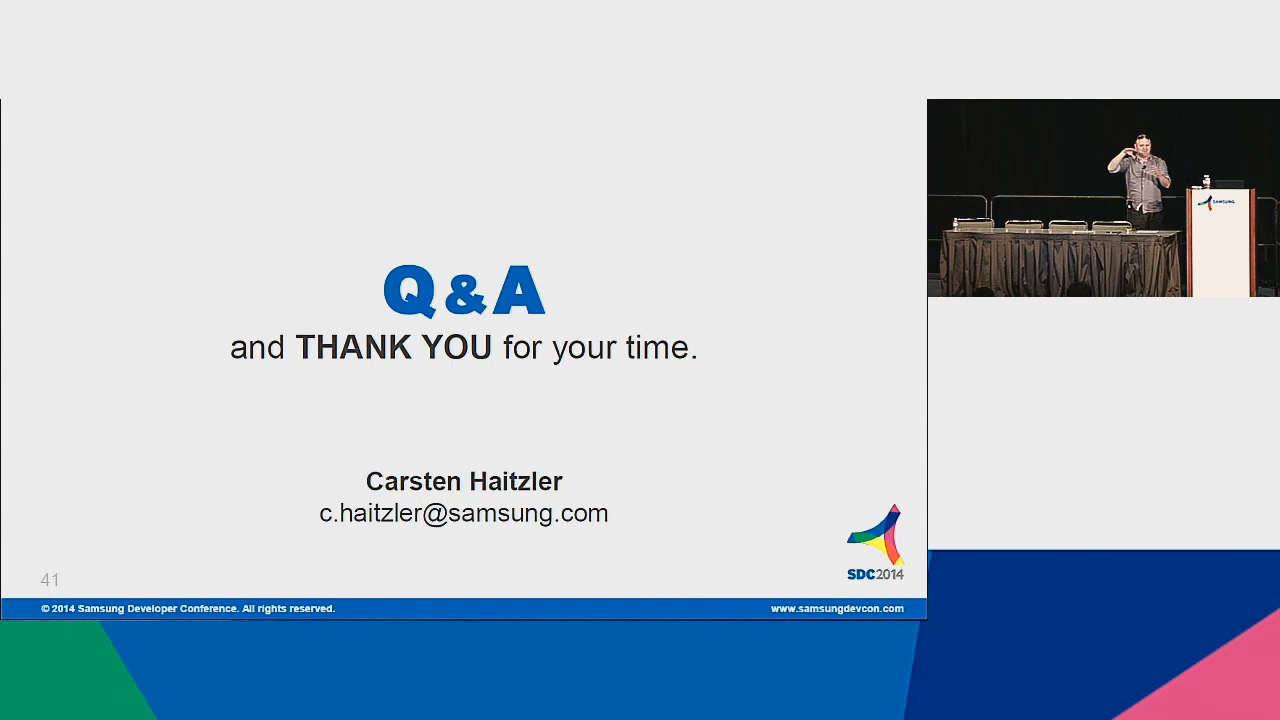 Q & A
and THANK YOU for your time.
Carsten Haitzler
c.haitzler@samsung.com
SDC2014
41
© 2014 Samsung Developer Conference. All rights reserved.
www.samsungdevcon.com
SAMSUNG